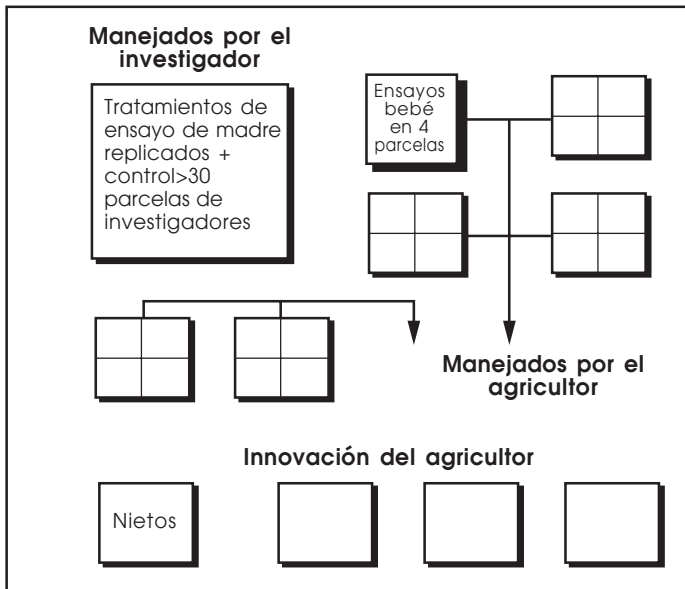 Manejados por el
investigador
Tratamientos de
ensayo de madre
replicados +
control>30
parcelas de
investigadores
Ensayos
bebé
en 4
parcelas
Manejados por el
agricultor
Innovación del agricultor
Nietos